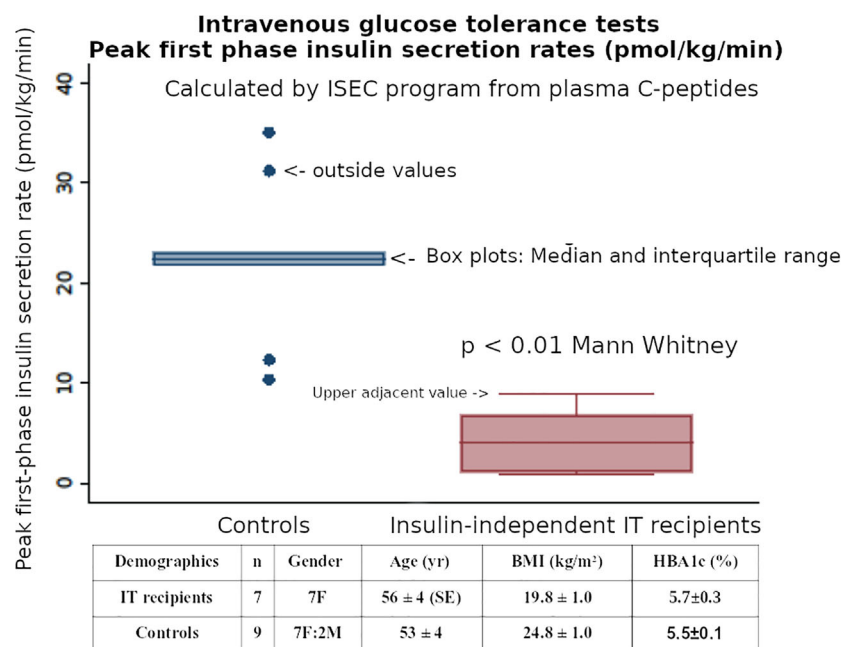 Intravenous glucose tolerance tests
Peak first phase insulin secretion rates (pmol/kg/min)
Calculated by ISEC program from plasma C-peptides
Peak first-phase insulin secretion rate (pmol/kg/min)
40
30
20
10
0
<- outside values
<- Box plots: Median and interquartile range
p < 0.01 Mann Whitney
Upper adjacent value ->
Controls
Insulin-independent IT recipients
Demographics n Gender Age (yr) BMI (kg/m²) HBA1c (%)
IT recipients 7 7F 56 ± 4 (SE) 19.8 ± 1.0 5.7±0.3
Controls 9 7F:2M 53 ± 4 24.8 ± 1.0 5.5±0.1